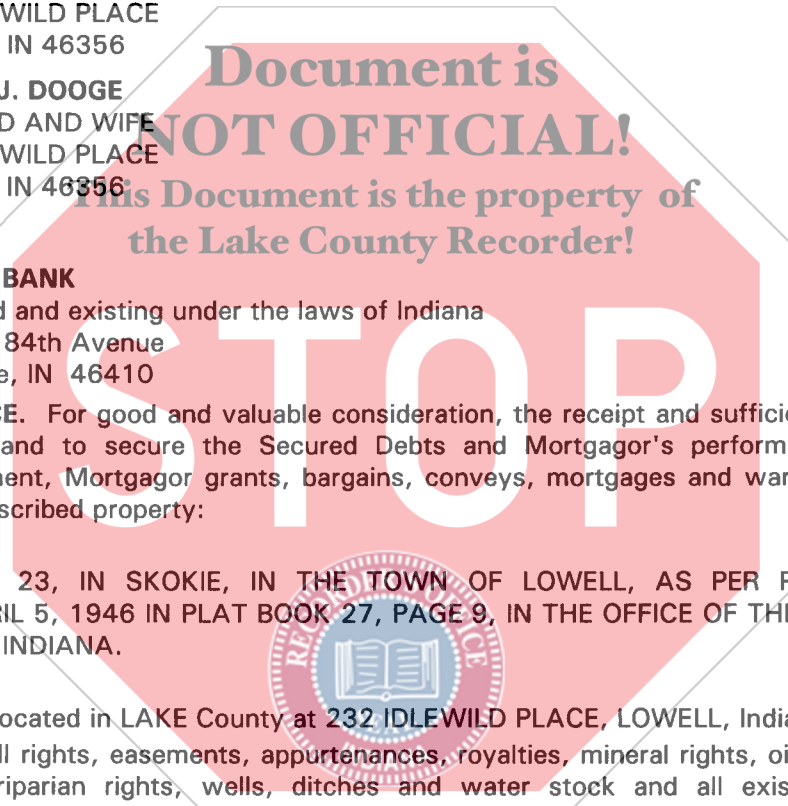 WILD PLACE
IN 46356
Document is
J. DOOGE
D AND WIFE
NOT OFFICIAL!
WILD PLACE
IN 46356
This Document is the property of
the Lake County Recorder!
BANK
d and existing under the laws of Indiana
84th Avenue
e, IN 46410
STOP
CE. For good and valuable consideration, the receipt and sufficie
and to secure the Secured Debts and Mortgagor's perform
ment, Mortgagor grants, bargains, conveys, mortgages and war
scribed property:
23, IN SKOKIE, IN THE TOWN OF LOWELL, AS PER P
RIL 5, 1946 IN PLAT BOOK 27, PAGE 9, IN THE OFFICE OF THE
INDIANA.
RECORDER'S OFFICE
located in LAKE County at 232 IDLEWILD PLACE, LOWELL, India
ll rights, easements, appurtenances, royalties, mineral rights, oi
INDIANA
riparian rights, wells, ditches and water stock and all exis